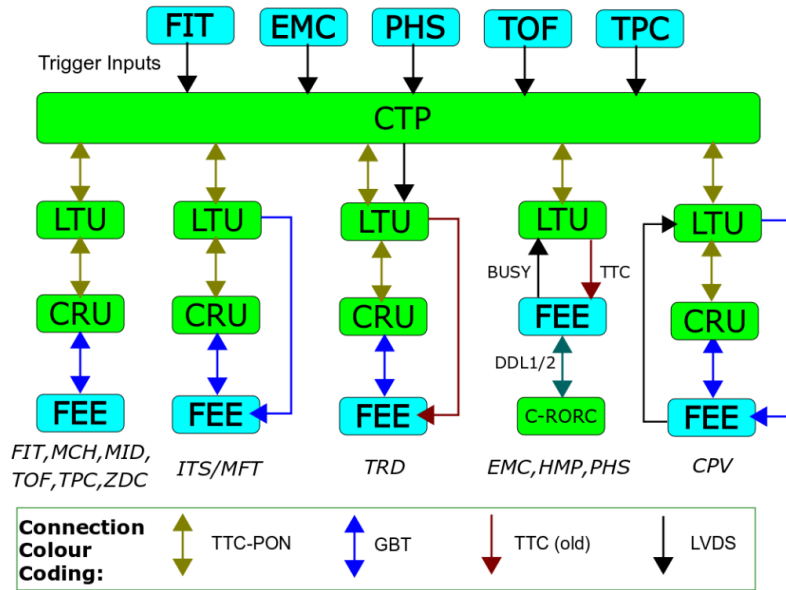 FIT EMC PHS TOF TPC
Trigger Inputs
CTP
LTU LTU LTU LTU LTU
BUSY TTC
CRU CRU CRU FEE CRU
DDL1/2
FEE FEE FEE C-RORC FEE
FIT,MCH,MID,
TOF,TPC,ZDC
ITS/MFT
TRD
EMC,HMP,PHS
CPV
Connection
Colour
Coding:
TTC-PON
GBT
TTC (old)
LVDS